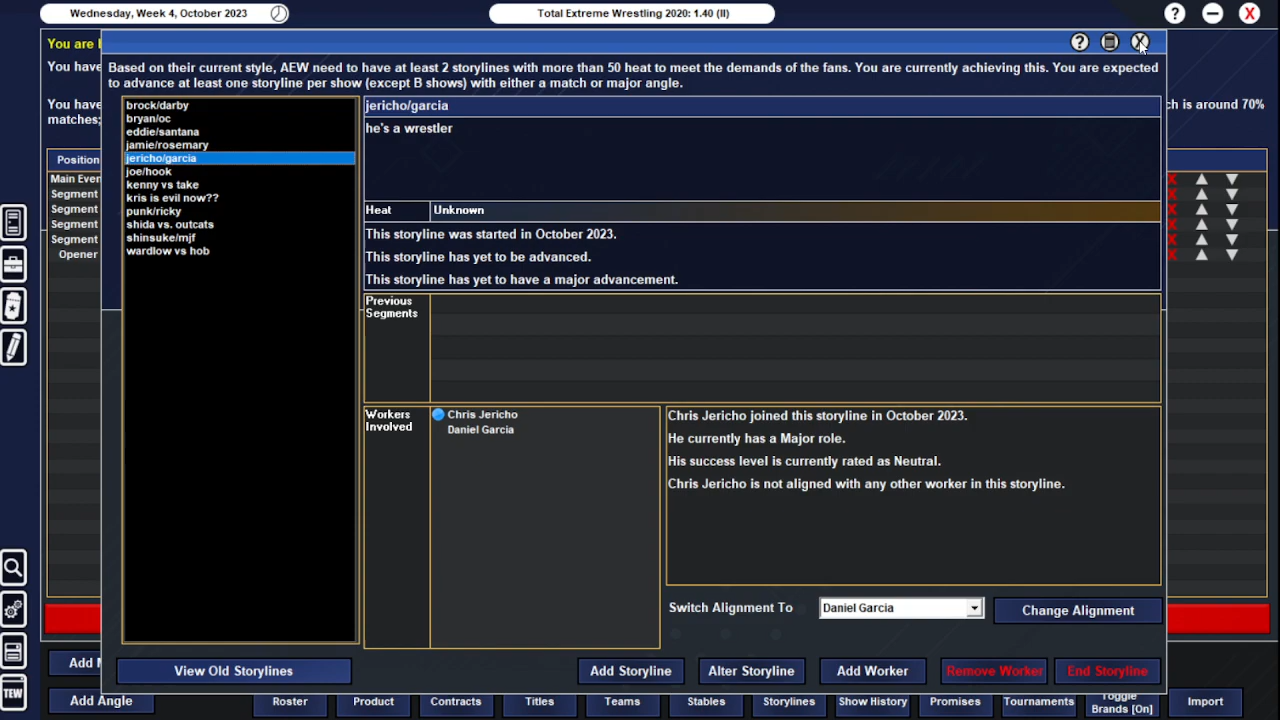 Wednesday, Week 4, October 2023
Total Extreme Wrestling 2020: 1.40 (II)
?
X
You are
?
X
You have
Based on their current style, AEW need to have at least 2 storylines with more than 50 heat to meet the demands of the fans. You are currently achieving this. You are expected
to advance at least one storyline per show (except B shows) with either a match or major angle.
You have
ch is around 70%
matches;
brock/darby
bryan/oc
eddie/santana
jamie/rosemary
jericho/garcia
joe/hook
kenny vs take
kris is evil now??
punk/ricky
shida vs. outcats
shinsuke/mjf
wardlow vs hob
jericho/garcia
he's a wrestler
Position
Main Even
Segment
Segment
Segment
Segment
Opener
X
X
X
X
X
X
Heat
Unknown
This storyline was started in October 2023.
This storyline has yet to be advanced.
This storyline has yet to have a major advancement.
Previous
Segments
Workers
Involved
Chris Jericho
Daniel Garcia
Chris Jericho joined this storyline in October 2023.
He currently has a Major role.
His success level is currently rated as Neutral.
Chris Jericho is not aligned with any other worker in this storyline.
Switch Alignment To
Daniel Garcia
Change Alignment
View Old Storylines
Add Storyline
Alter Storyline
Add Worker
Remove Worker
End Storyline
TEW
Add M
Add Angle
Roster
Product
Contracts
Titles
Teams
Stables
Storylines
Show History
Promises
Tournaments
Toggle
Brands [On]
Import